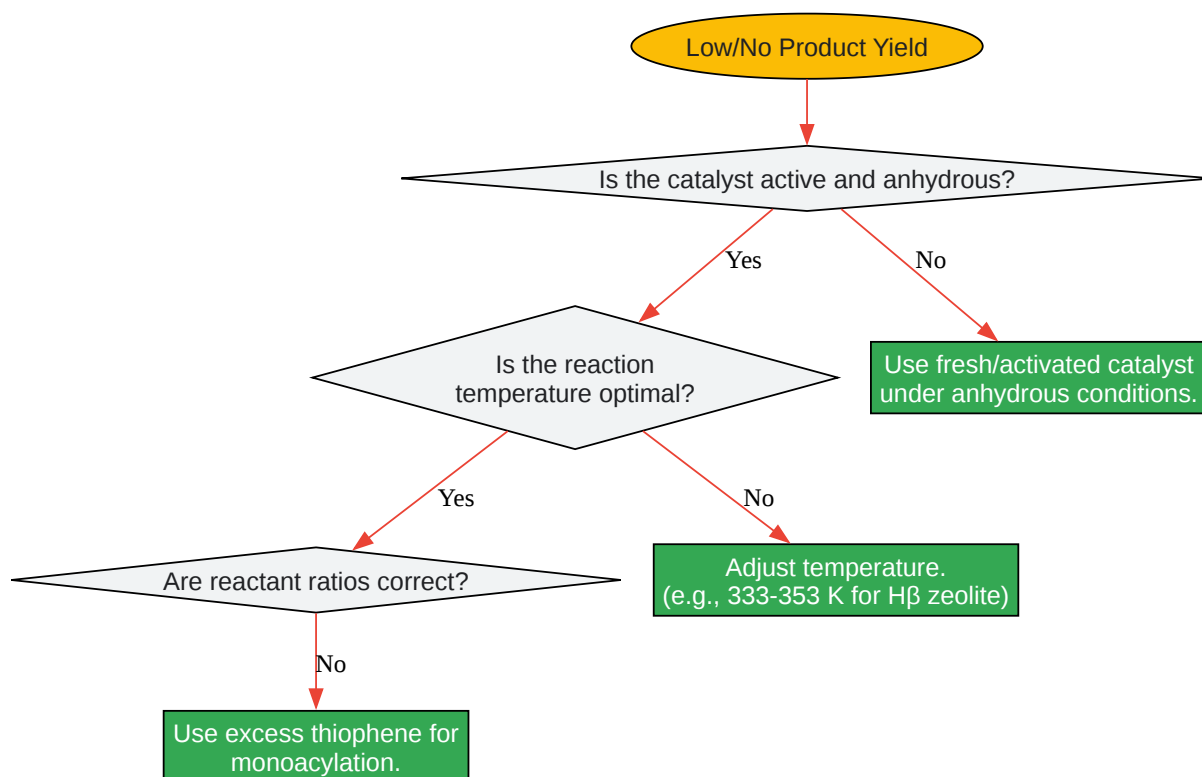 Low/No Product Yield
Is the catalyst active and anhydrous?
Yes
No
Is the reaction
temperature optimal?
Use fresh/activated catalyst
under anhydrous conditions.
Yes
No
Are reactant ratios correct?
Adjust temperature.
(e.g., 333-353 K for Hβ zeolite)
No
Use excess thiophene for
monoacylation.